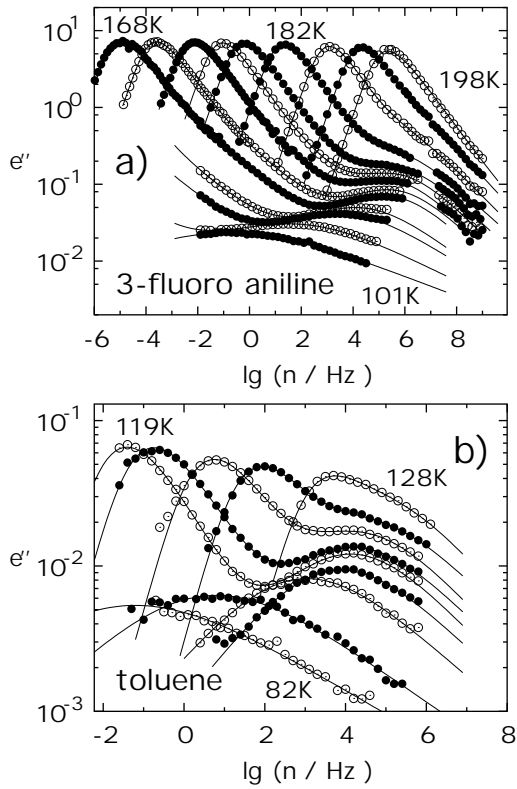 10^1
168K
182K
10^0
198K
e''
a)
10^-1
10^-2
3-fluoro aniline
101K
-6 -4 -2 0 2 4 6 8
lg (n / Hz )
10^-1
119K
b)
128K
e''
10^-2
toluene
82K
10^-3
-2 0 2 4 6 8
lg (n / Hz )